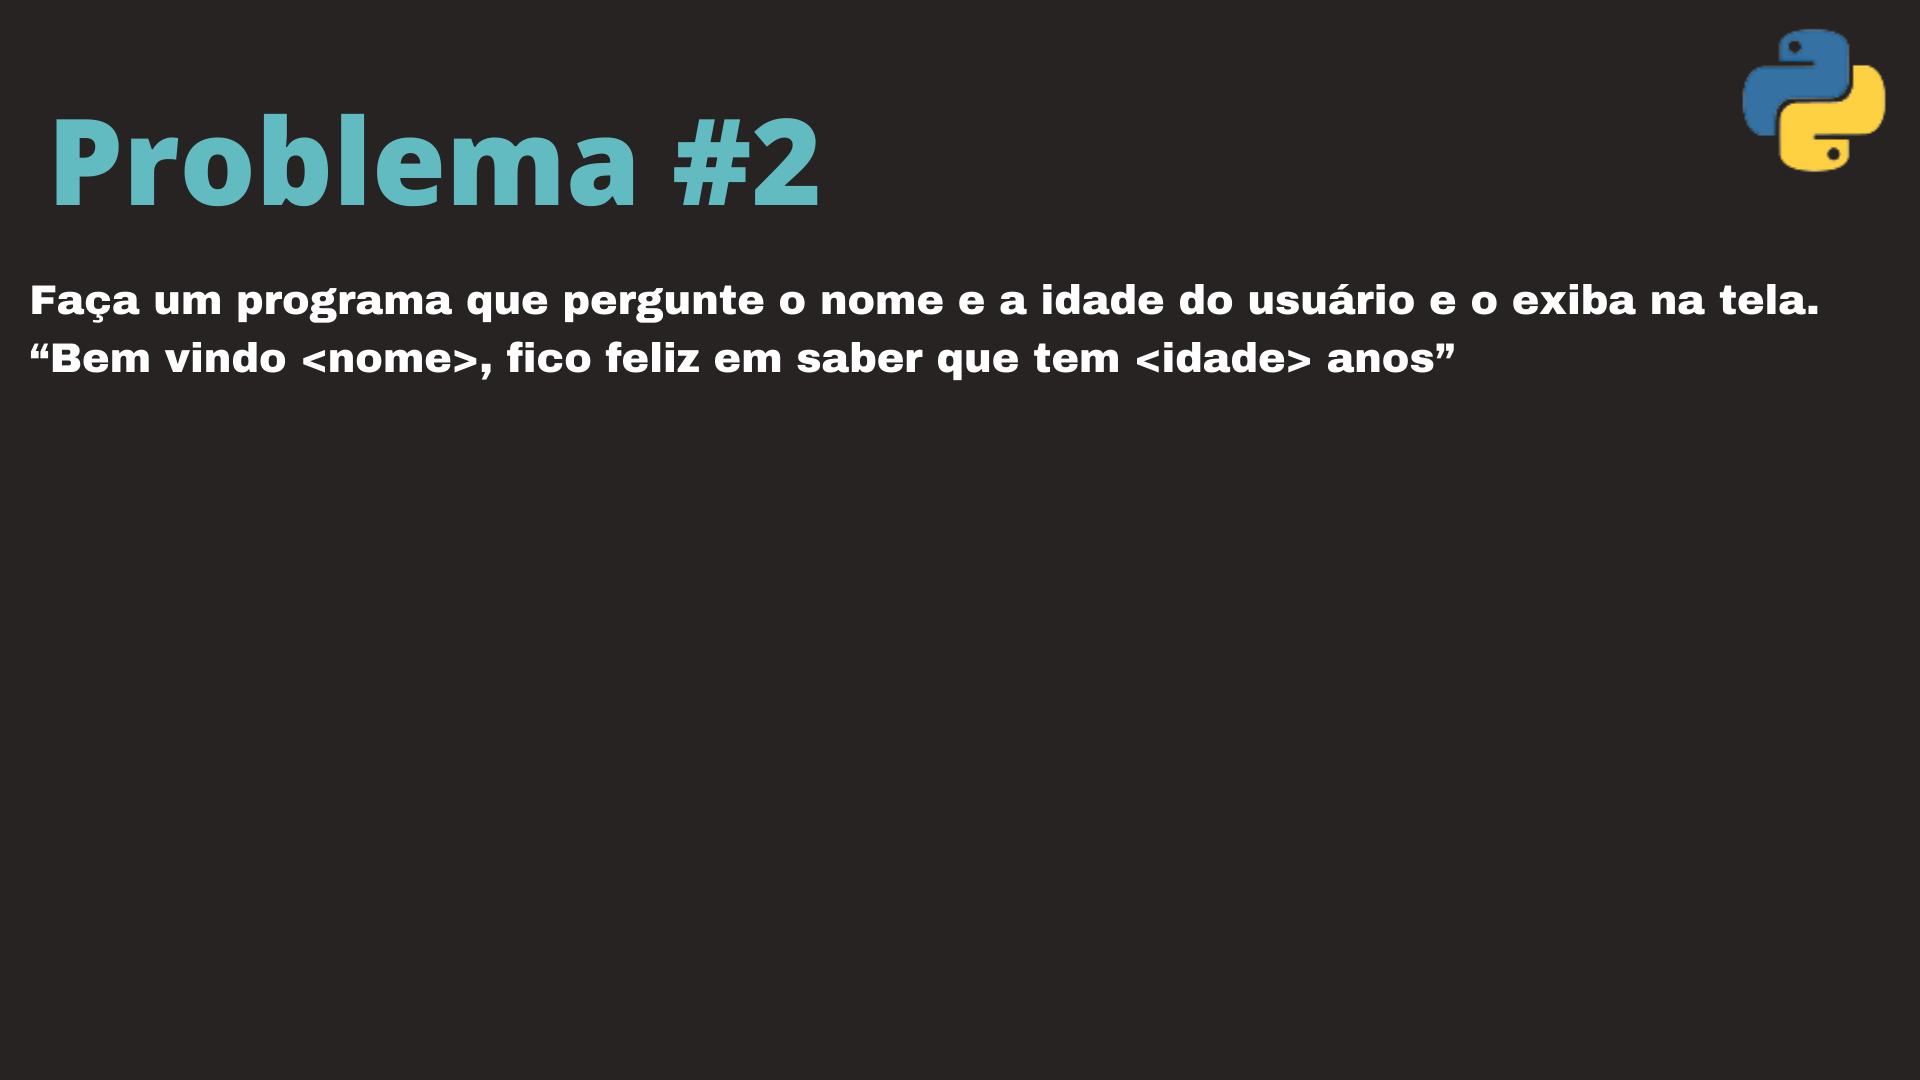 Problema #2
Faça um programa que pergunte o nome e a idade do usuário e o exiba na tela.
“Bem vindo <nome>, fico feliz em saber que tem <idade> anos”